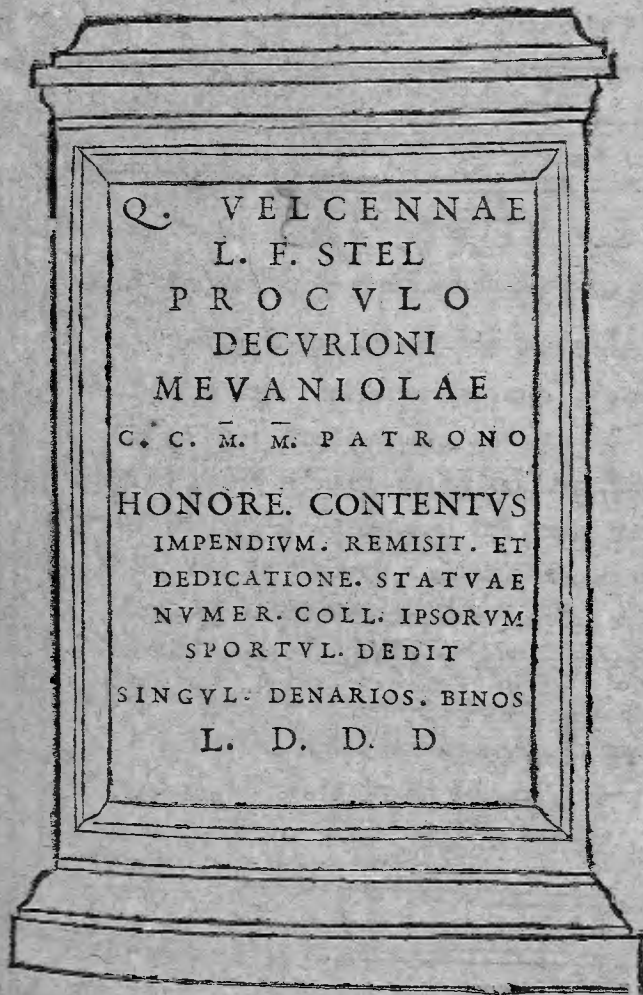 Q. VELCENNAE
L. F. STEL
PROCVLO
DECVRIONI
MEVANIOLAE
C. C. M̅. M̅. PATRONO
HONORE. CONTENTVS
IMPENDIVM. REMISIT. ET
DEDICATIONE. STATVAE
NVMER. COLL. IPSORVM
SPORTVL. DEDIT
SINGVL. DENARIOS. BINOS
L. D. D. D